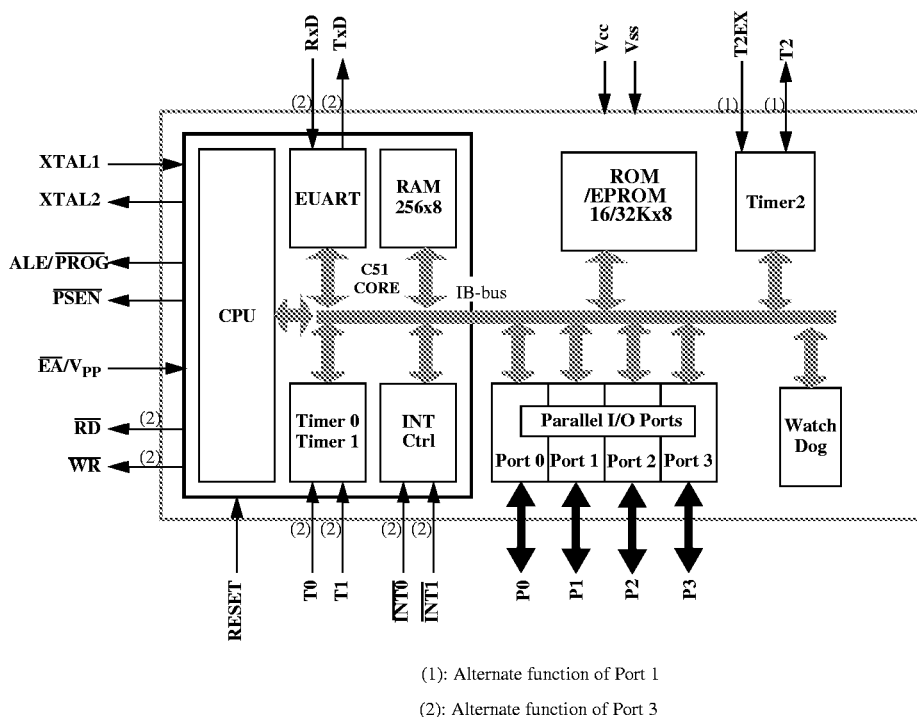 RxD
TxD
Vcc
Vss
T2EX
T2
(2)
(2)
(1)
(1)
XTAL1
XTAL2
ALE/PROG
PSEN
EA/VPP
RD
(2)
WR
(2)
CPU
EUART
RAM
256x8
C51
CORE
IB-bus
ROM
/EPROM
16/32Kx8
Timer2
Timer 0
Timer 1
INT
Ctrl
Parallel I/O Ports
Port 0
Port 1
Port 2
Port 3
Watch
Dog
(2)
(2)
(2)
(2)
RESET
T0
T1
INT0
INT1
P0
P1
P2
P3
(1): Alternate function of Port 1
(2): Alternate function of Port 3